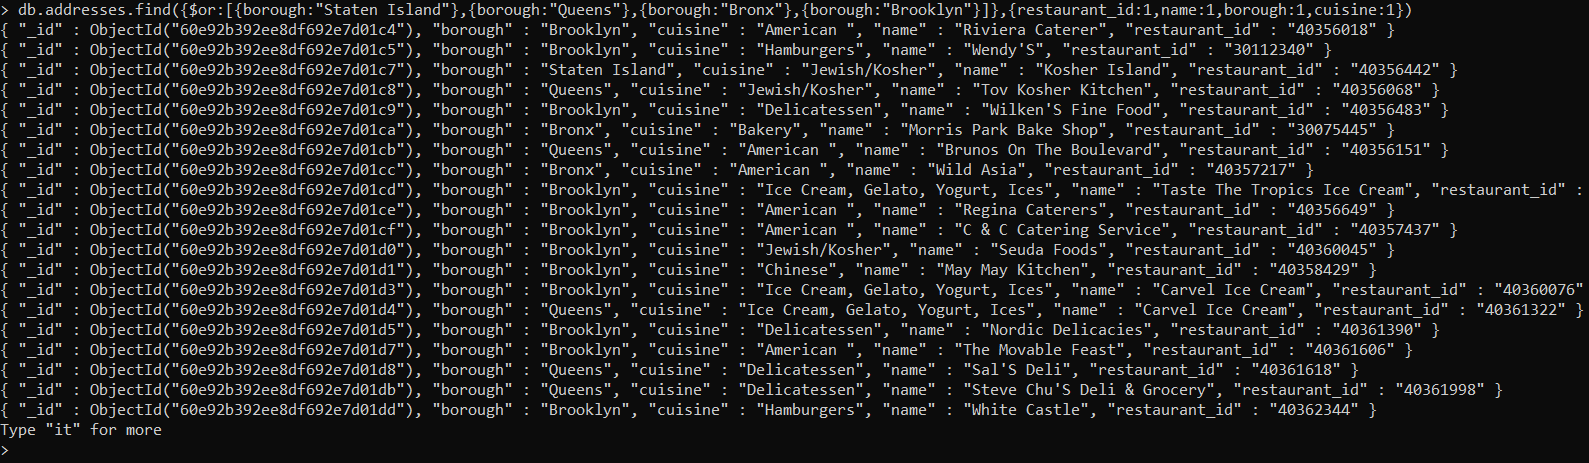 > db.addresses.find({$or:[{borough:"Staten Island"},{borough:"Queens"},{borough:"Bronx"},{borough:"Brooklyn"}]},{restaurant_id:1,name:1,borough:1,cuisine:1})
{ "_id" : ObjectId("60e92b392ee8df692e7d01c4"), "borough" : "Brooklyn", "cuisine" : "American ", "name" : "Riviera Caterer", "restaurant_id" : "40356018" }
{ "_id" : ObjectId("60e92b392ee8df692e7d01c5"), "borough" : "Brooklyn", "cuisine" : "Hamburgers", "name" : "Wendy'S", "restaurant_id" : "30112340" }
{ "_id" : ObjectId("60e92b392ee8df692e7d01c7"), "borough" : "Staten Island", "cuisine" : "Jewish/Kosher", "name" : "Kosher Island", "restaurant_id" : "40356442" }
{ "_id" : ObjectId("60e92b392ee8df692e7d01c8"), "borough" : "Queens", "cuisine" : "Jewish/Kosher", "name" : "Tov Kosher Kitchen", "restaurant_id" : "40356068" }
{ "_id" : ObjectId("60e92b392ee8df692e7d01c9"), "borough" : "Brooklyn", "cuisine" : "Delicatessen", "name" : "Wilken'S Fine Food", "restaurant_id" : "40356483" }
{ "_id" : ObjectId("60e92b392ee8df692e7d01ca"), "borough" : "Bronx", "cuisine" : "Bakery", "name" : "Morris Park Bake Shop", "restaurant_id" : "30075445" }
{ "_id" : ObjectId("60e92b392ee8df692e7d01cb"), "borough" : "Queens", "cuisine" : "American ", "name" : "Brunos On The Boulevard", "restaurant_id" : "40356151" }
{ "_id" : ObjectId("60e92b392ee8df692e7d01cc"), "borough" : "Bronx", "cuisine" : "American ", "name" : "Wild Asia", "restaurant_id" : "40357217" }
{ "_id" : ObjectId("60e92b392ee8df692e7d01cd"), "borough" : "Brooklyn", "cuisine" : "Ice Cream, Gelato, Yogurt, Ices", "name" : "Taste The Tropics Ice Cream", "restaurant_id" :
{ "_id" : ObjectId("60e92b392ee8df692e7d01ce"), "borough" : "Brooklyn", "cuisine" : "American ", "name" : "Regina Caterers", "restaurant_id" : "40356649" }
{ "_id" : ObjectId("60e92b392ee8df692e7d01cf"), "borough" : "Brooklyn", "cuisine" : "American ", "name" : "C & C Catering Service", "restaurant_id" : "40357437" }
{ "_id" : ObjectId("60e92b392ee8df692e7d01d0"), "borough" : "Brooklyn", "cuisine" : "Jewish/Kosher", "name" : "Seuda Foods", "restaurant_id" : "40360045" }
{ "_id" : ObjectId("60e92b392ee8df692e7d01d1"), "borough" : "Brooklyn", "cuisine" : "Chinese", "name" : "May May Kitchen", "restaurant_id" : "40358429" }
{ "_id" : ObjectId("60e92b392ee8df692e7d01d3"), "borough" : "Brooklyn", "cuisine" : "Ice Cream, Gelato, Yogurt, Ices", "name" : "Carvel Ice Cream", "restaurant_id" : "40360076"
{ "_id" : ObjectId("60e92b392ee8df692e7d01d4"), "borough" : "Queens", "cuisine" : "Ice Cream, Gelato, Yogurt, Ices", "name" : "Carvel Ice Cream", "restaurant_id" : "40361322" }
{ "_id" : ObjectId("60e92b392ee8df692e7d01d5"), "borough" : "Brooklyn", "cuisine" : "Delicatessen", "name" : "Nordic Delicacies", "restaurant_id" : "40361390" }
{ "_id" : ObjectId("60e92b392ee8df692e7d01d7"), "borough" : "Brooklyn", "cuisine" : "American ", "name" : "The Movable Feast", "restaurant_id" : "40361606" }
{ "_id" : ObjectId("60e92b392ee8df692e7d01d8"), "borough" : "Queens", "cuisine" : "Delicatessen", "name" : "Sal'S Deli", "restaurant_id" : "40361618" }
{ "_id" : ObjectId("60e92b392ee8df692e7d01db"), "borough" : "Queens", "cuisine" : "Delicatessen", "name" : "Steve Chu'S Deli & Grocery", "restaurant_id" : "40361998" }
{ "_id" : ObjectId("60e92b392ee8df692e7d01dd"), "borough" : "Brooklyn", "cuisine" : "Hamburgers", "name" : "White Castle", "restaurant_id" : "40362344" }
Type "it" for more
>